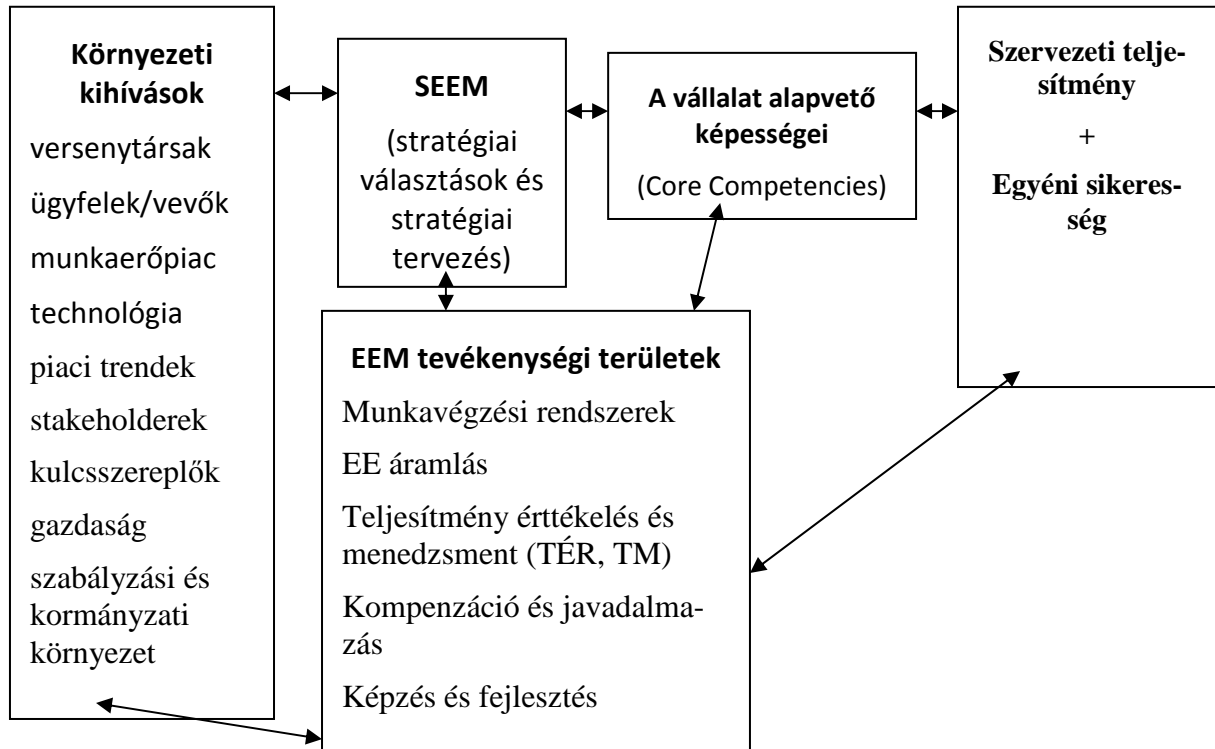 Környezeti
kihívások
versenytársak
ügyfelek/vevők
munkaerőpiac
technológia
piaci trendek
stakeholderek
kulcsszereplők
gazdaság
szabályzási és
kormányzati
környezet
SEEM
(stratégiai
választások és
stratégiai
tervezés)
A vállalat alapvető
képességei
(Core Competencies)
Szervezeti telje-
sítmény
+
Egyéni sikeres-
ség
EEM tevékenységi területek
Munkavégzési rendszerek
EE áramlás
Teljesítmény érttékelés és
menedzsment (TÉR, TM)
Kompenzáció és javadalma-
zás
Képzés és fejlesztés